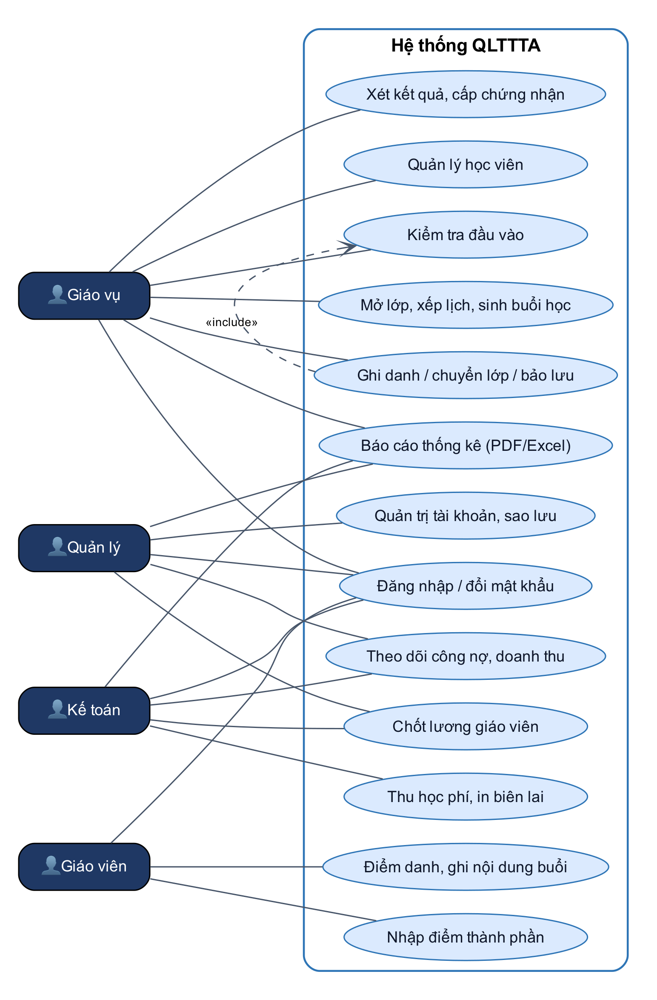 Hệ thống QLTTTA
Xét kết quả, cấp chứng nhận
Quản lý học viên
Kiểm tra đầu vào
Giáo vụ
Mở lớp, xếp lịch, sinh buổi học
«include»
Ghi danh / chuyển lớp / bảo lưu
Báo cáo thống kê (PDF/Excel)
Quản trị tài khoản, sao lưu
Quản lý
Đăng nhập / đổi mật khẩu
Theo dõi công nợ, doanh thu
Kế toán
Chốt lương giáo viên
Thu học phí, in biên lai
Giáo viên
Điểm danh, ghi nội dung buổi
Nhập điểm thành phần